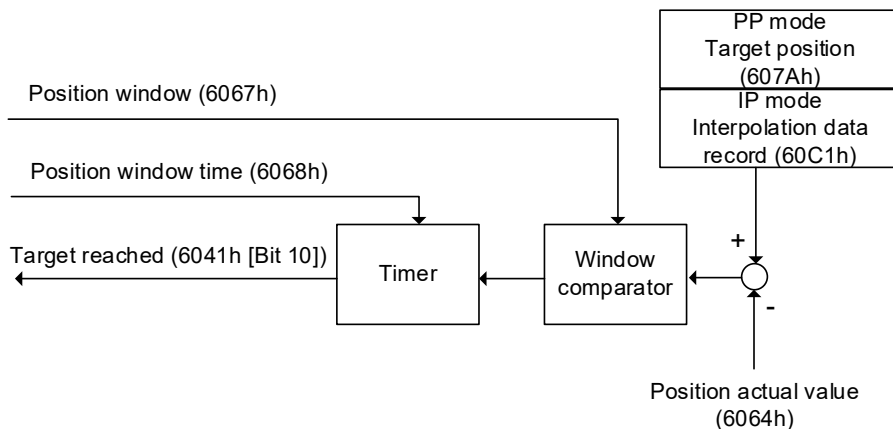 PP mode
Target position
(607Ah)
IP mode
Interpolation data
record (60C1h)
Position window (6067h)
Position window time (6068h)
Target reached (6041h [Bit 10])
Timer
Window
comparator
+
-
Position actual value
(6064h)